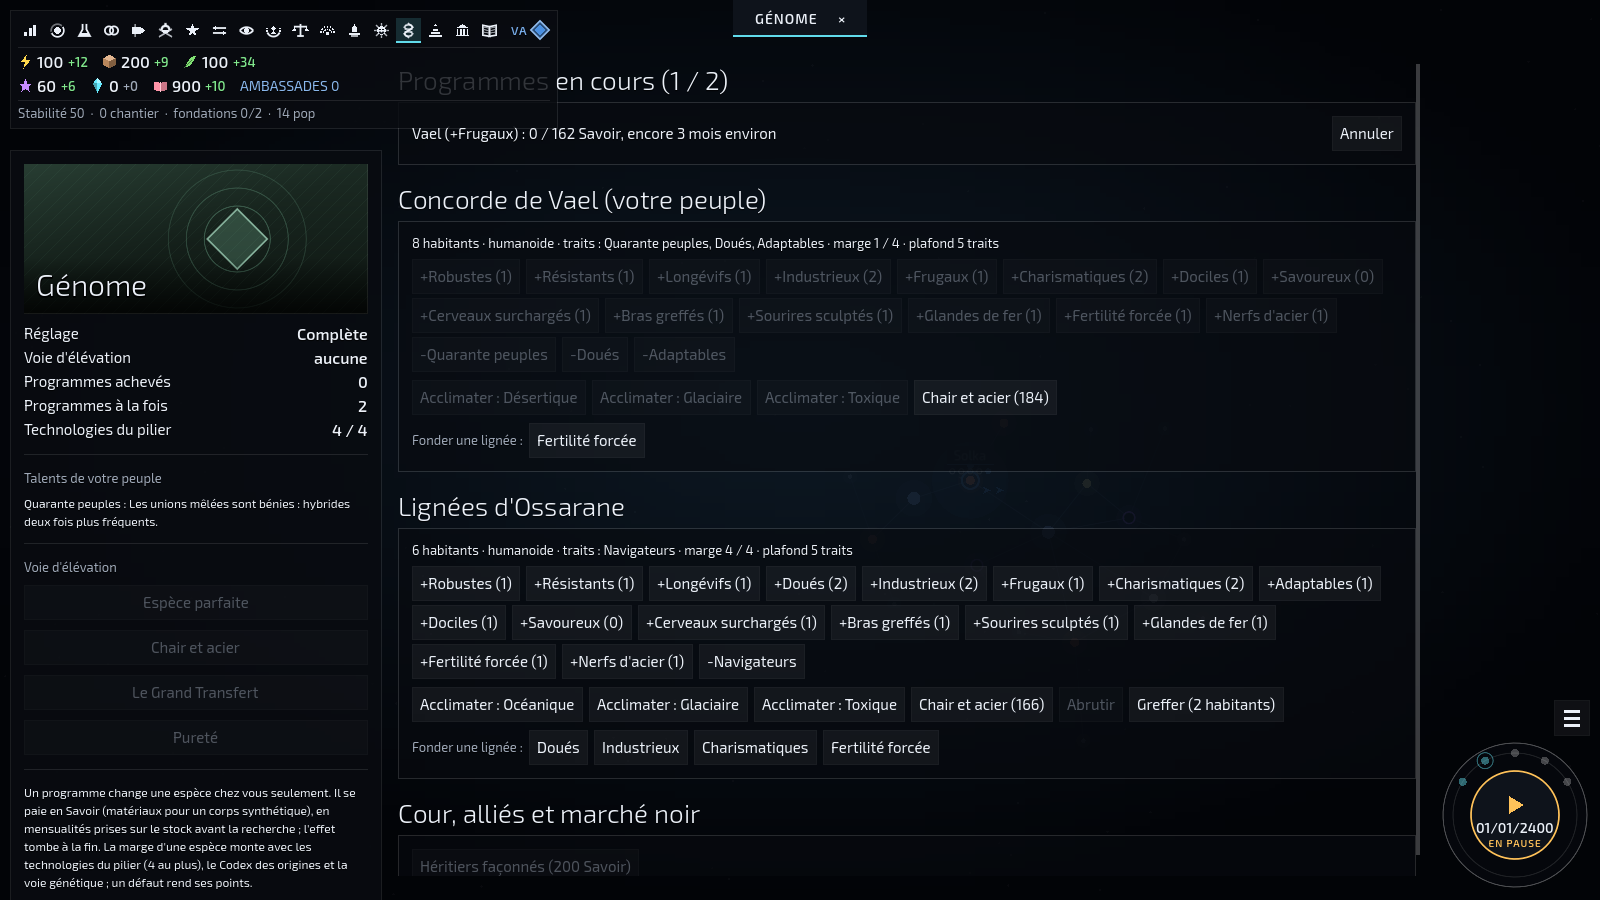 GÉNOME ×
VA
100 +12 200 +9 100 +34
60 +6 0 +0 900 +10 AMBASSADES 0
Stabilité 50 · 0 chantier · fondations 0/2 · 14 pop
Génome
Réglage Complète
Voie d'élévation aucune
Programmes achevés 0
Programmes à la fois 2
Technologies du pilier 4 / 4
Talents de votre peuple
Quarante peuples : Les unions mêlées sont bénies : hybrides
deux fois plus fréquents.
Voie d'élévation
Espèce parfaite
Chair et acier
Le Grand Transfert
Pureté
Un programme change une espèce chez vous seulement. Il se
paie en Savoir (matériaux pour un corps synthétique), en
mensualités prises sur le stock avant la recherche ; l'effet
tombe à la fin. La marge d'une espèce monte avec les
technologies du pilier (4 au plus), le Codex des origines et la
voie génétique ; un défaut rend ses points.
Programmes en cours (1 / 2)
Vael (+Frugaux) : 0 / 162 Savoir, encore 3 mois environ Annuler
Concorde de Vael (votre peuple)
8 habitants · humanoide · traits : Quarante peuples, Doués, Adaptables · marge 1 / 4 · plafond 5 traits
+Robustes (1) +Résistants (1) +Longévifs (1) +Industrieux (2) +Frugaux (1) +Charismatiques (2) +Dociles (1) +Savoureux (0)
+Cerveaux surchargés (1) +Bras greffés (1) +Sourires sculptés (1) +Glandes de fer (1) +Fertilité forcée (1) +Nerfs d'acier (1)
-Quarante peuples -Doués -Adaptables
Acclimater : Désertique Acclimater : Glaciaire Acclimater : Toxique Chair et acier (184)
Fonder une lignée : Fertilité forcée
Lignées d'Ossarane
6 habitants · humanoide · traits : Navigateurs · marge 4 / 4 · plafond 5 traits
+Robustes (1) +Résistants (1) +Longévifs (1) +Doués (2) +Industrieux (2) +Frugaux (1) +Charismatiques (2) +Adaptables (1)
+Dociles (1) +Savoureux (0) +Cerveaux surchargés (1) +Bras greffés (1) +Sourires sculptés (1) +Glandes de fer (1)
+Fertilité forcée (1) +Nerfs d'acier (1) -Navigateurs
Acclimater : Océanique Acclimater : Glaciaire Acclimater : Toxique Chair et acier (166) Abrutir Greffer (2 habitants)
Fonder une lignée : Doués Industrieux Charismatiques Fertilité forcée
Cour, alliés et marché noir
Héritiers façonnés (200 Savoir)
01/01/2400
EN PAUSE